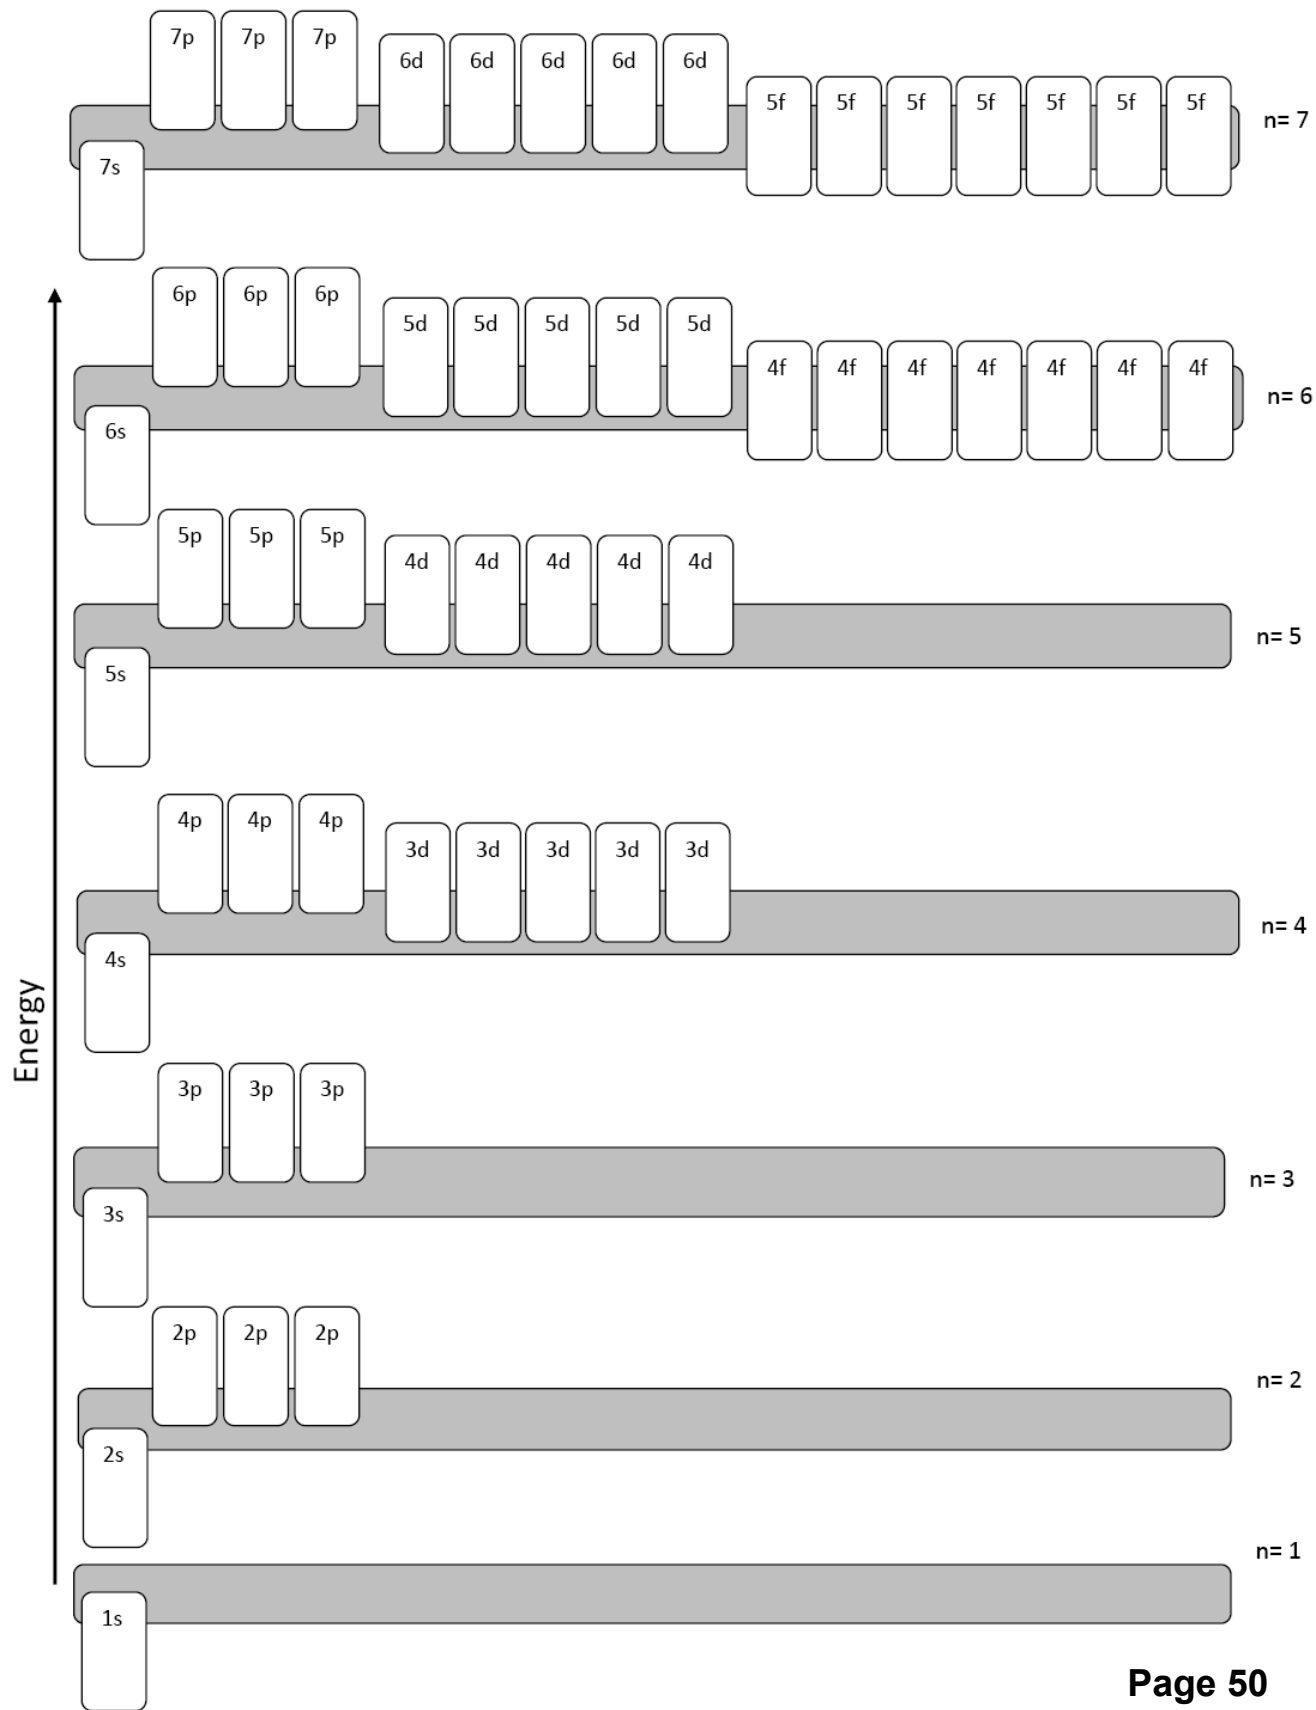 7p 7p 7p
6d 6d 6d 6d 6d
5f 5f 5f 5f 5f 5f 5f
n= 7
7s
6p 6p 6p
5d 5d 5d 5d 5d
4f 4f 4f 4f 4f 4f 4f
n= 6
6s
5p 5p 5p
4d 4d 4d 4d 4d
n= 5
5s
4p 4p 4p
3d 3d 3d 3d 3d
n= 4
4s
Energy
3p 3p 3p
n= 3
3s
2p 2p 2p
n= 2
2s
n= 1
1s
Page 50